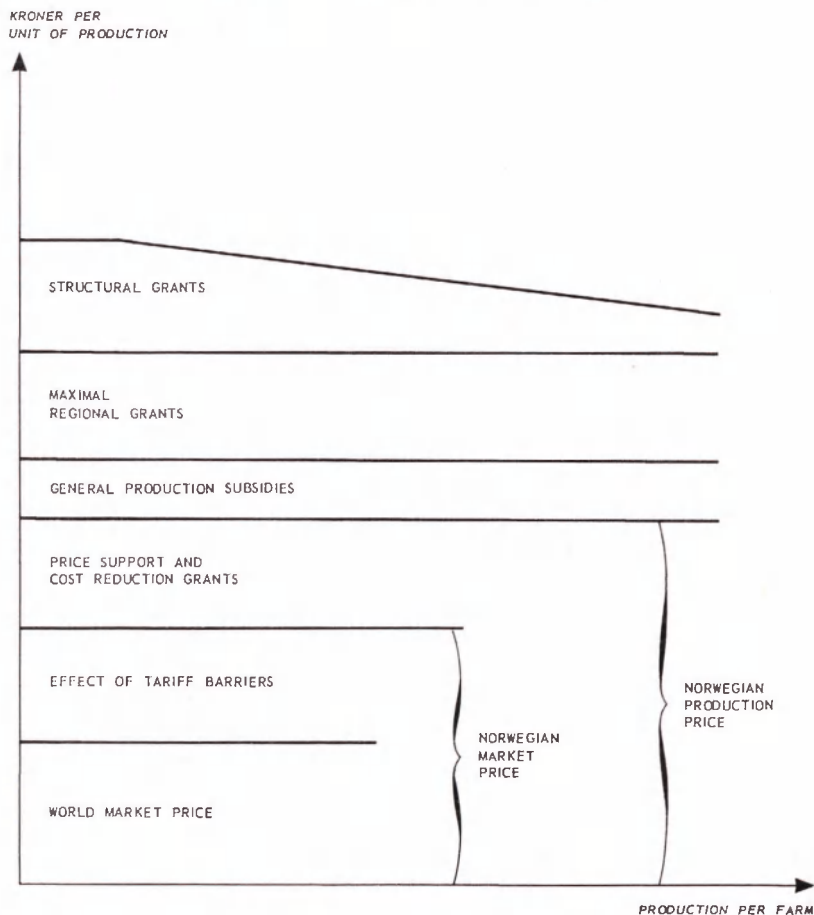 KRONER PER
UNIT OF PRODUCTION
STRUCTURAL GRANTS
MAXIMAL
REGIONAL GRANTS
GENERAL PRODUCTION SUBSIDIES
PRICE SUPPORT AND
COST REDUCTION GRANTS
EFFECT OF TARIFF BARRIERS
NORWEGIAN
PRODUCTION
PRICE
NORWEGIAN
MARKET
PRICE
WORLD MARKET PRICE
PRODUCTION PER FARM